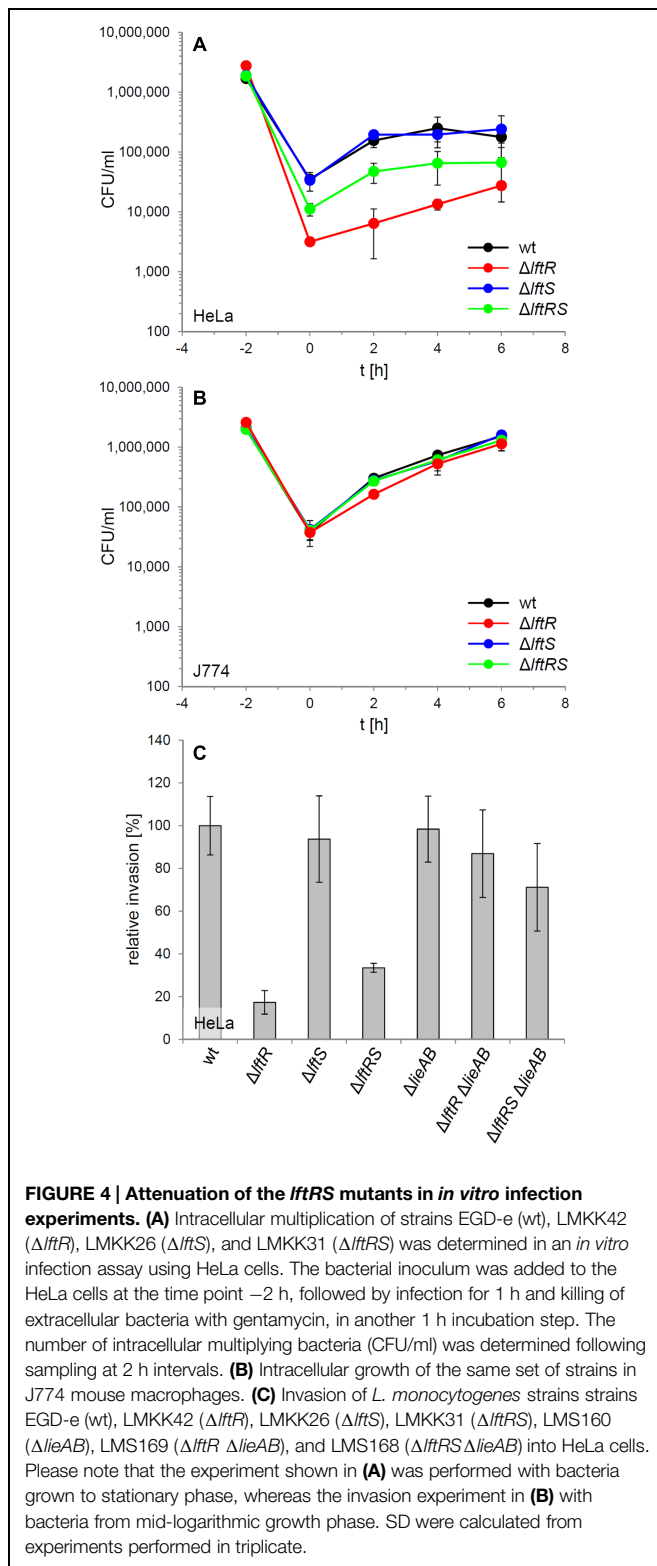 A
10,000,000
1,000,000
100,000
10,000
1,000
100
CFU/ml
HeLa
wt
ΔlftR
ΔlftS
ΔlftRS
-4 -2 0 2 4 6 8
t [h]
B
10,000,000
1,000,000
100,000
10,000
1,000
100
CFU/ml
J774
wt
ΔlftR
ΔlftS
ΔlftRS
-4 -2 0 2 4 6 8
t [h]
C
140
120
100
80
60
40
20
0
relative invasion [%]
HeLa
wt
ΔlftR
ΔlftS
ΔlftRS
ΔlieAB
ΔlftR ΔlieAB
ΔlftRS ΔlieAB
FIGURE 4 | Attenuation of the lftRS mutants in in vitro infection
experiments. (A) Intracellular multiplication of strains EGD-e (wt), LMKK42
(ΔlftR), LMKK26 (ΔlftS), and LMKK31 (ΔlftRS) was determined in an in vitro
infection assay using HeLa cells. The bacterial inoculum was added to the
HeLa cells at the time point −2 h, followed by infection for 1 h and killing of
extracellular bacteria with gentamycin, in another 1 h incubation step. The
number of intracellular multiplying bacteria (CFU/ml) was determined following
sampling at 2 h intervals. (B) Intracellular growth of the same set of strains in
J774 mouse macrophages. (C) Invasion of L. monocytogenes strains strains
EGD-e (wt), LMKK42 (ΔlftR), LMKK26 (ΔlftS), LMKK31 (ΔlftRS), LMS160
(ΔlieAB), LMS169 (ΔlftR ΔlieAB), and LMS168 (ΔlftRSΔlieAB) into HeLa cells.
Please note that the experiment shown in (A) was performed with bacteria
grown to stationary phase, whereas the invasion experiment in (B) with
bacteria from mid-logarithmic growth phase. SD were calculated from
experiments performed in triplicate.